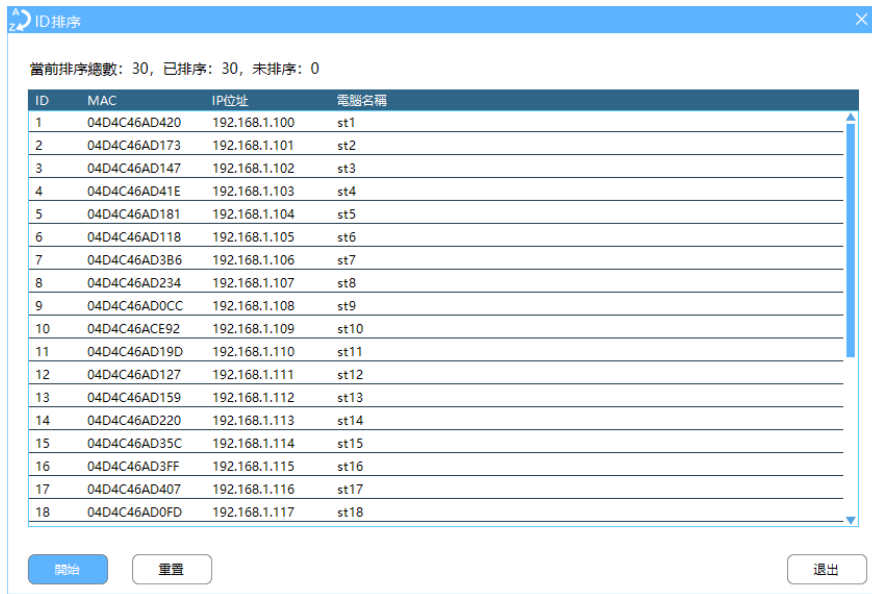 ID排序
當前排序總數：30，已排序：30，未排序：0
ID MAC IP位址 電腦名稱
1 04D4C46AD420 192.168.1.100 st1
2 04D4C46AD173 192.168.1.101 st2
3 04D4C46AD147 192.168.1.102 st3
4 04D4C46AD41E 192.168.1.103 st4
5 04D4C46AD181 192.168.1.104 st5
6 04D4C46AD118 192.168.1.105 st6
7 04D4C46AD3B6 192.168.1.106 st7
8 04D4C46AD234 192.168.1.107 st8
9 04D4C46AD0CC 192.168.1.108 st9
10 04D4C46ACE92 192.168.1.109 st10
11 04D4C46AD19D 192.168.1.110 st11
12 04D4C46AD127 192.168.1.111 st12
13 04D4C46AD159 192.168.1.112 st13
14 04D4C46AD220 192.168.1.113 st14
15 04D4C46AD35C 192.168.1.114 st15
16 04D4C46AD3FF 192.168.1.115 st16
17 04D4C46AD407 192.168.1.116 st17
18 04D4C46AD0FD 192.168.1.117 st18
開始 重置 退出